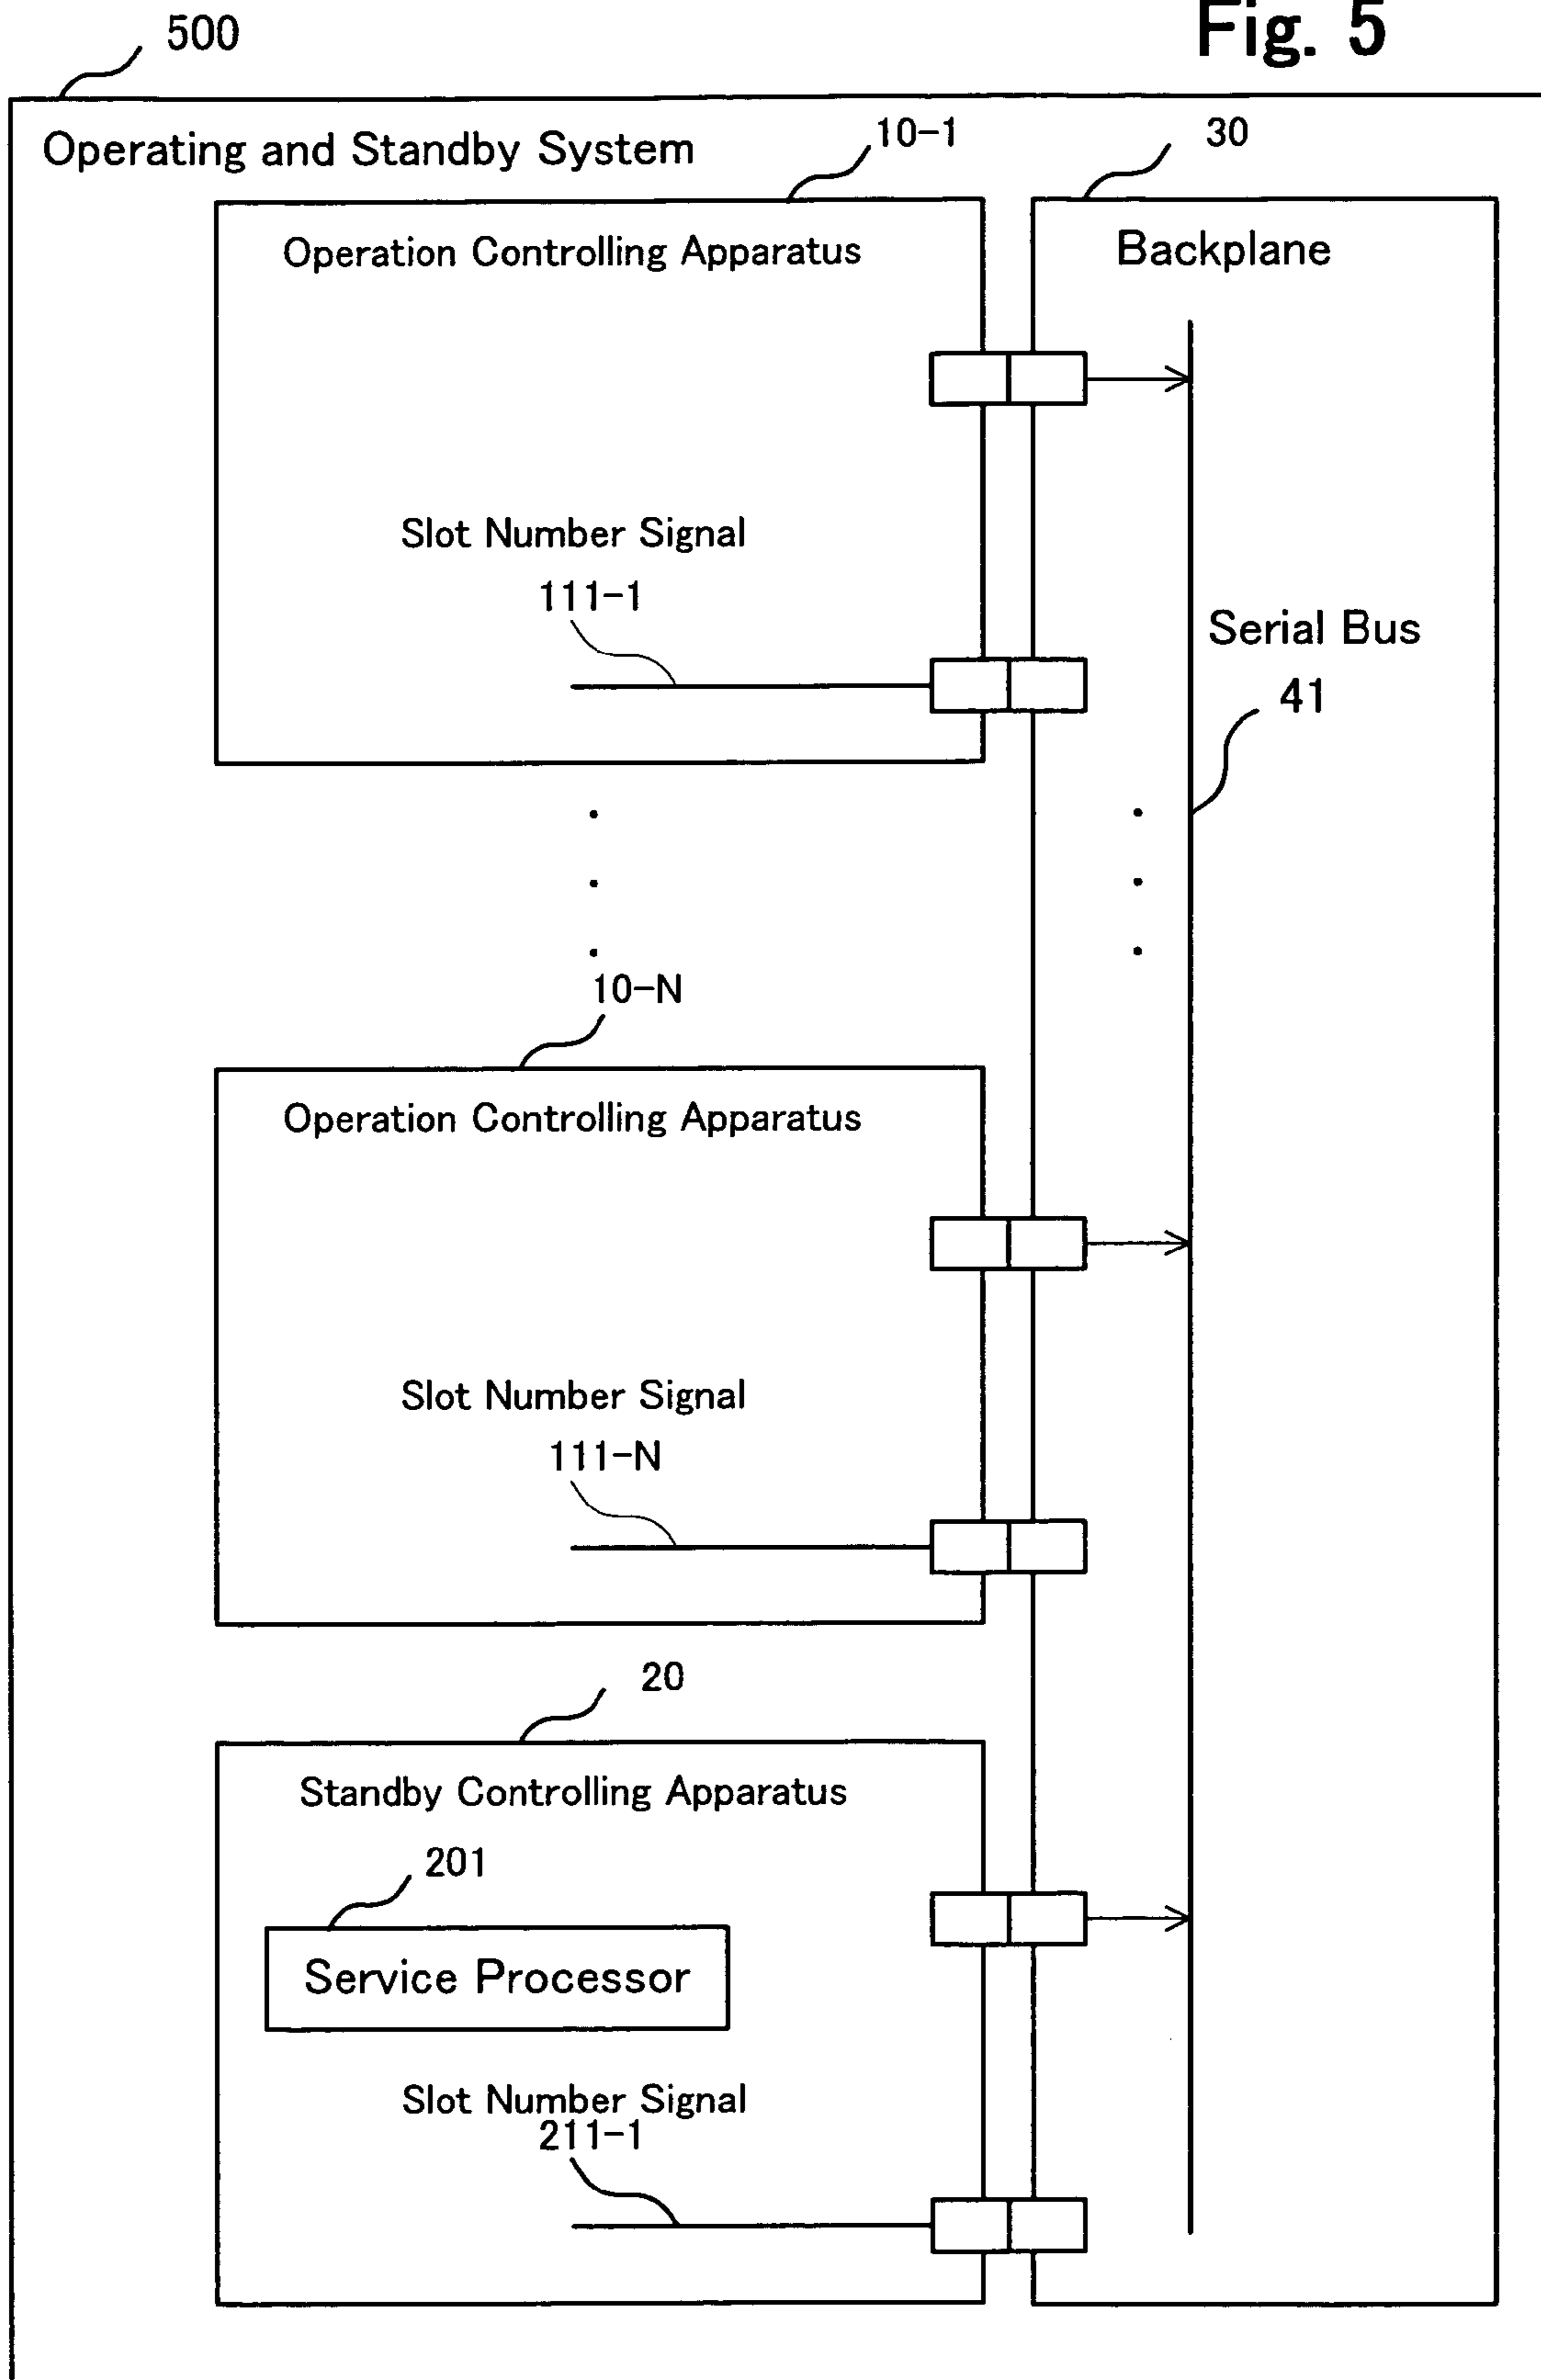 Fig. 5
500
Operating and Standby System
10-1
30
Operation Controlling Apparatus
Backplane
Slot Number Signal
111-1
Serial Bus
41
10-N
Operation Controlling Apparatus
Slot Number Signal
111-N
20
Standby Controlling Apparatus
201
Service Processor
Slot Number Signal
211-1